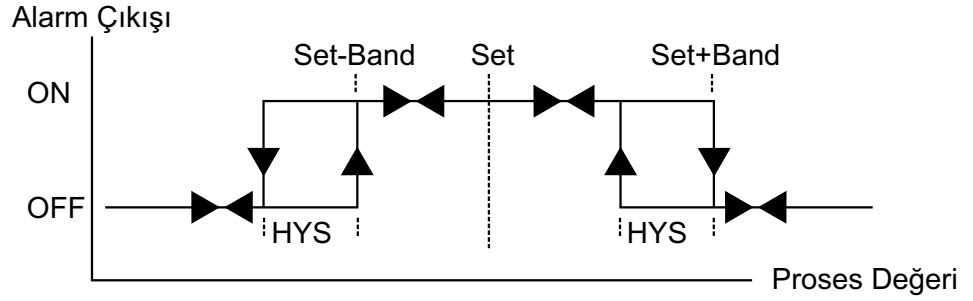 Alarm Çıkışı
Set-Band Set Set+Band
ON
OFF
HYS HYS
Proses Değeri